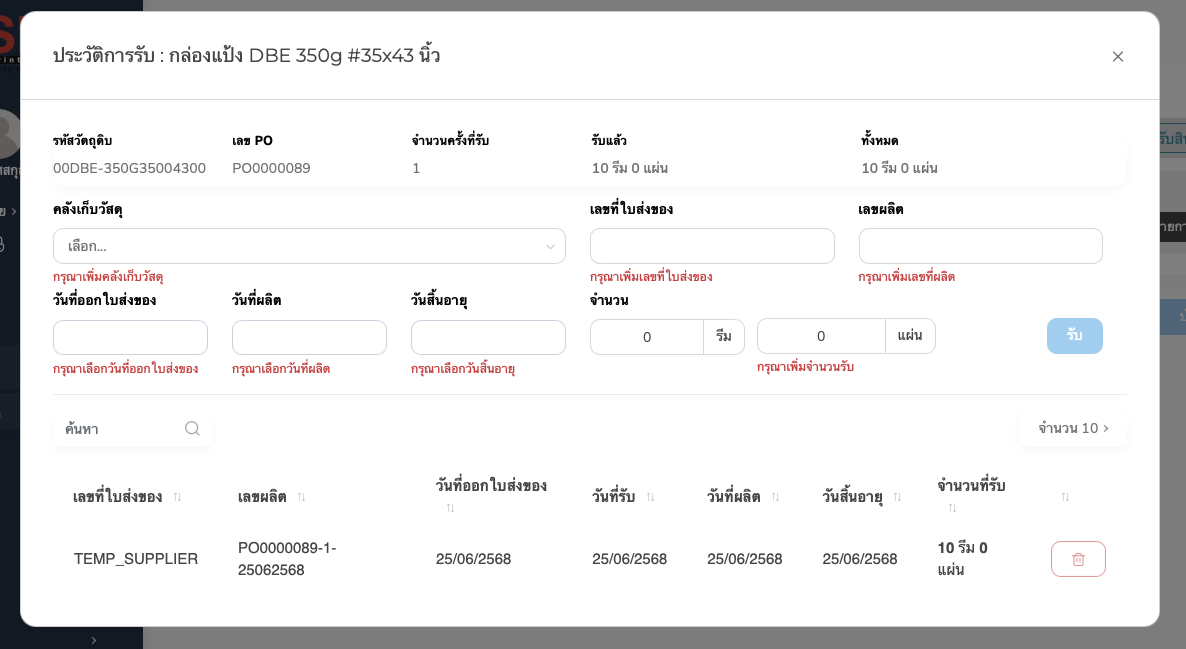 ประวัติการรับ : กล่องแป้ง DBE 350g #35x43 นิ้ว
รหัสวัตถุดิบ เลข PO จำนวนครั้งที่รับ รับแล้ว ทั้งหมด
00DBE-350G35004300 PO0000089 1 10 รีม 0 แผ่น 10 รีม 0 แผ่น
คลังเก็บวัสดุ เลขที่ใบส่งของ เลขผลิต
เลือก...
กรุณาเพิ่มคลังเก็บวัสดุ กรุณาเพิ่มเลขที่ใบส่งของ กรุณาเพิ่มเลขที่ผลิต
วันที่ออกใบส่งของ วันที่ผลิต วันสิ้นอายุ จำนวน
0 รีม 0 แผ่น รับ
กรุณาเลือกวันที่ออกใบส่งของ กรุณาเลือกวันที่ผลิต กรุณาเลือกวันสิ้นอายุ กรุณาเพิ่มจำนวนรับ
ค้นหา จำนวน 10
เลขที่ใบส่งของ เลขผลิต วันที่ออกใบส่งของ วันที่รับ วันที่ผลิต วันสิ้นอายุ จำนวนที่รับ
TEMP_SUPPLIER PO0000089-1- 25/06/2568 25/06/2568 25/06/2568 25/06/2568 10 รีม 0
25062568 แผ่น